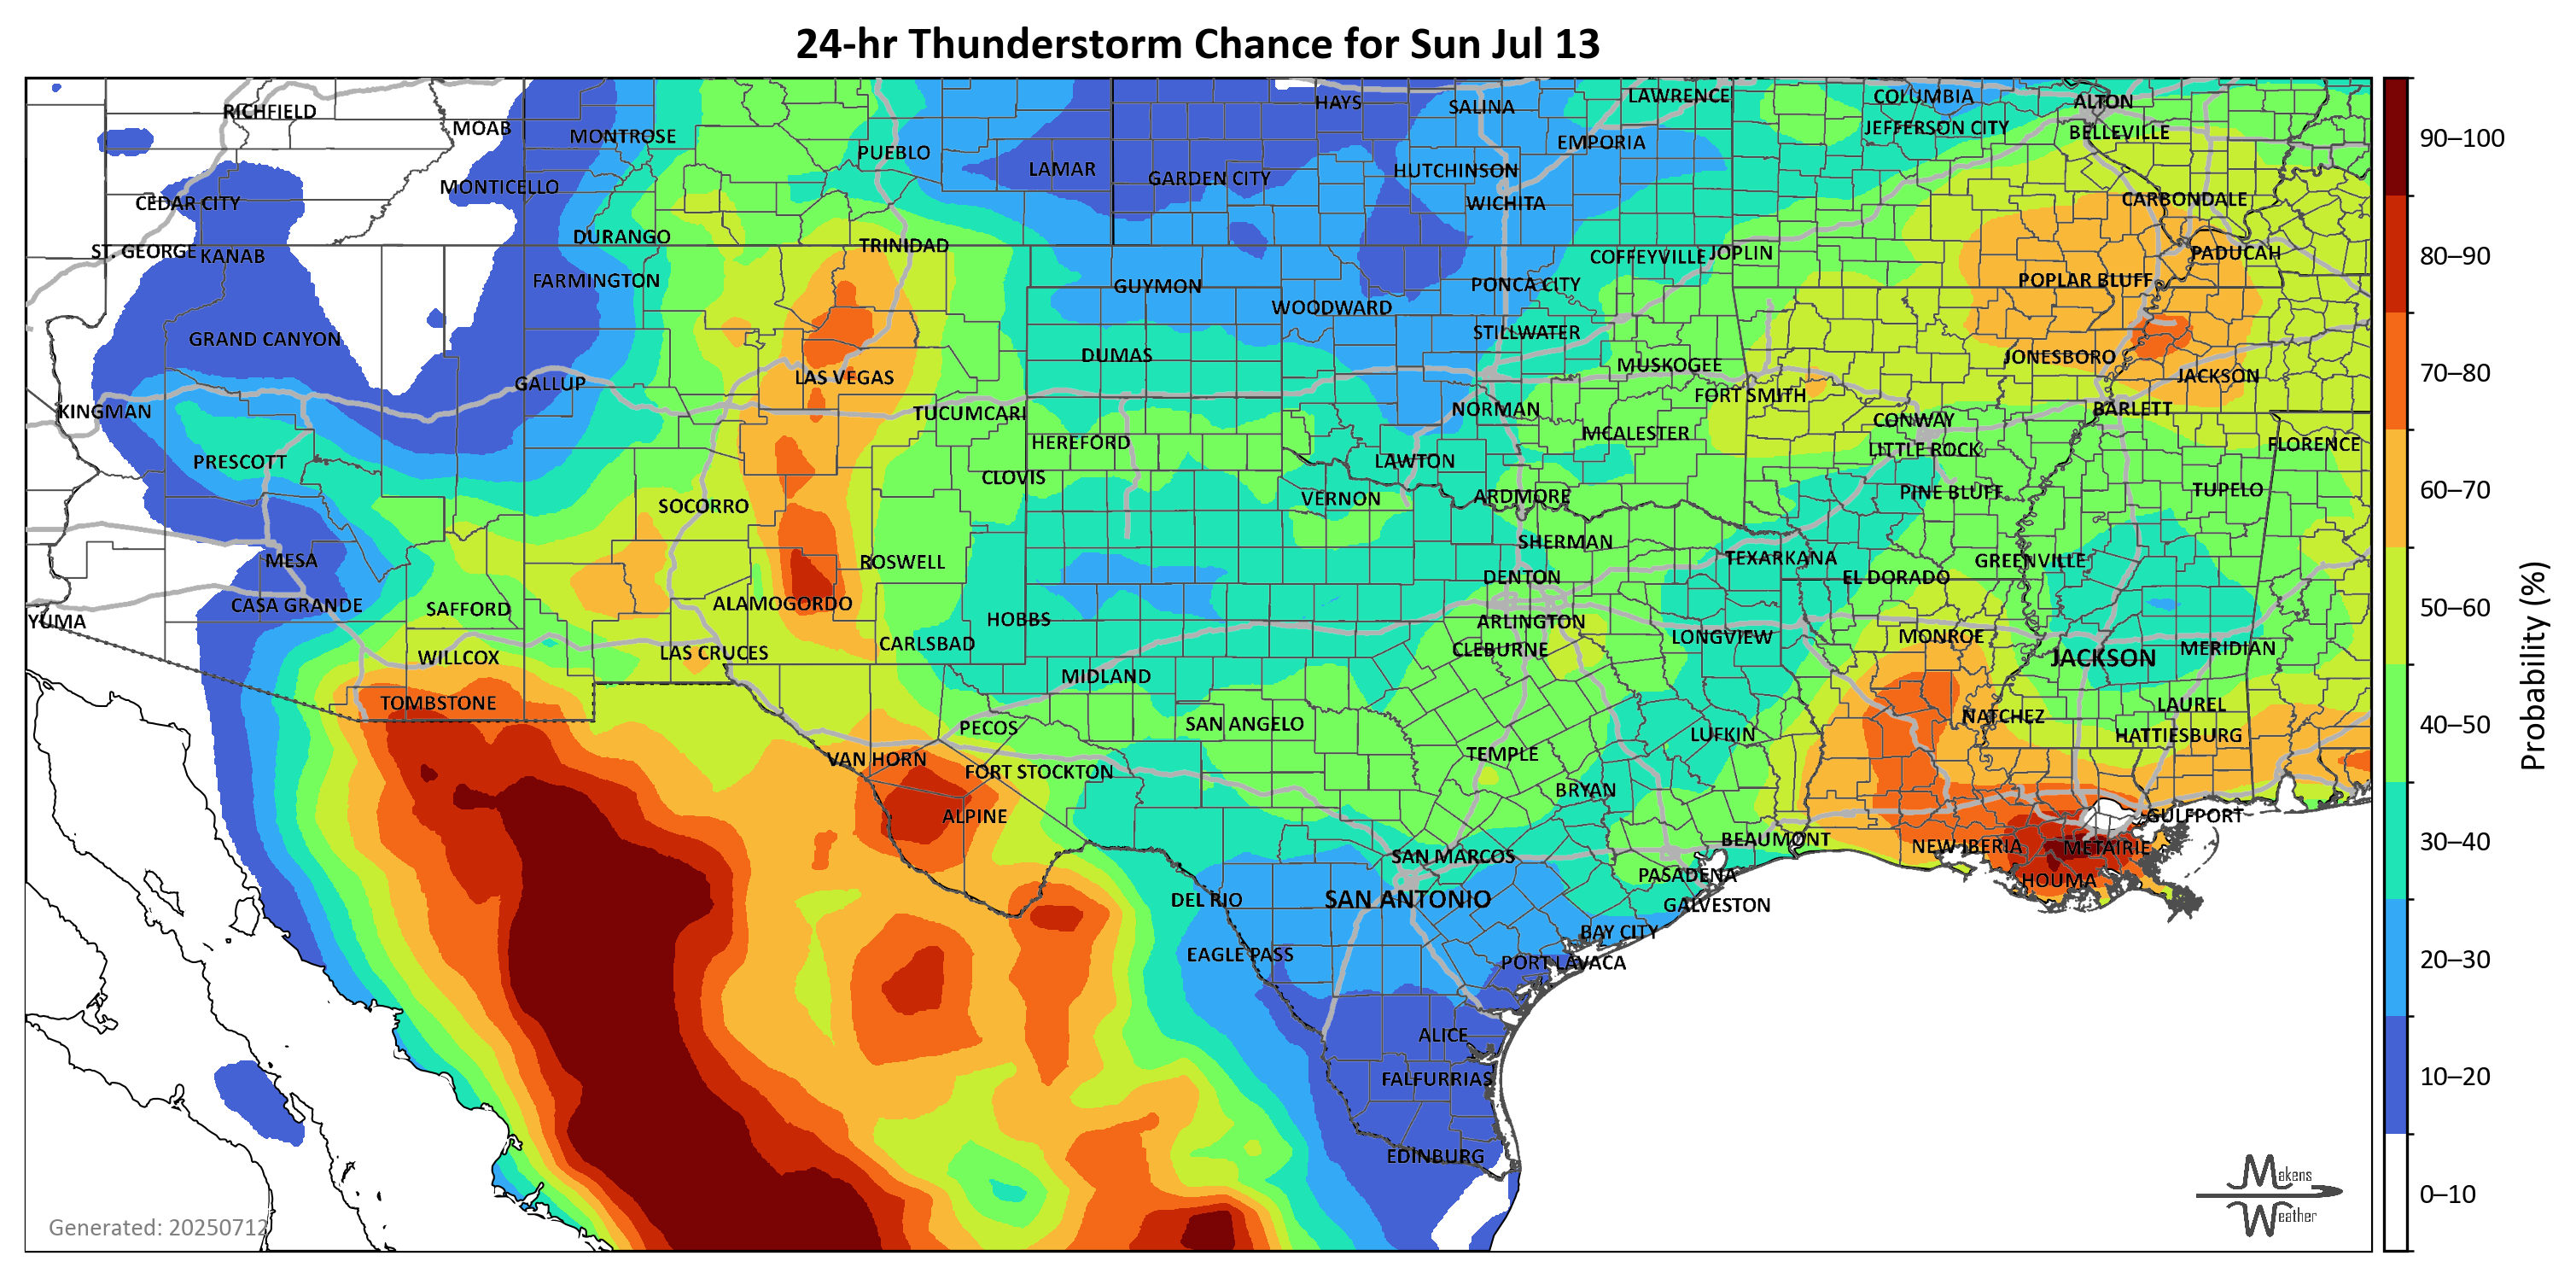 24-hr Thunderstorm Chance for Sun Jul 13
RICHFIELD
MOAB
MONTROSE
PUEBLO
LAMAR
HAYS
SALINA
LAWRENCE
COLUMBIA
ALTON
JEFFERSON CITY
BELLEVILLE
EMPORIA
90–100
CEDAR CITY
MONTICELLO
GARDEN CITY
HUTCHINSON
WICHITA
CARBONDALE
ST. GEORGE
KANAB
DURANGO
TRINIDAD
COFFEYVILLE
JOPLIN
PADUCAH
80–90
FARMINGTON
GUYMON
WOODWARD
PONCA CITY
POPLAR BLUFF
GRAND CANYON
DUMAS
STILLWATER
JONESBORO
MUSKOGEE
JACKSON
70–80
GALLUP
LAS VEGAS
FORT SMITH
KINGMAN
TUCUMCARI
NORMAN
BARLETT
CONWAY
HEREFORD
MCALESTER
LITTLE ROCK
FLORENCE
PRESCOTT
CLOVIS
LAWTON
SOCORRO
VERNON
ARDMORE
PINE BLUFF
TUPELO
60–70
MESA
ROSWELL
SHERMAN
TEXARKANA
GREENVILLE
DENTON
EL DORADO
CASA GRANDE
SAFFORD
ALAMOGORDO
50–60
YUMA
HOBBS
ARLINGTON
CARLSBAD
CLEBURNE
LONGVIEW
MONROE
WILLCOX
LAS CRUCES
JACKSON
MERIDIAN
MIDLAND
TOMBSTONE
LAUREL
PECOS
SAN ANGELO
NATCHEZ
LUFKIN
HATTIESBURG
40–50
Probability (%)
VAN HORN
FORT STOCKTON
TEMPLE
BRYAN
ALPINE
GULFPORT
BEAUMONT
NEW IBERIA
METAIRIE
30–40
SAN MARCOS
PASADENA
HOUMA
DEL RIO
SAN ANTONIO
GALVESTON
BAY CITY
EAGLE PASS
PORT LAVACA
20–30
ALICE
FALFURRIAS
10–20
EDINBURG
Makens
Weather
0–10
Generated: 20250712